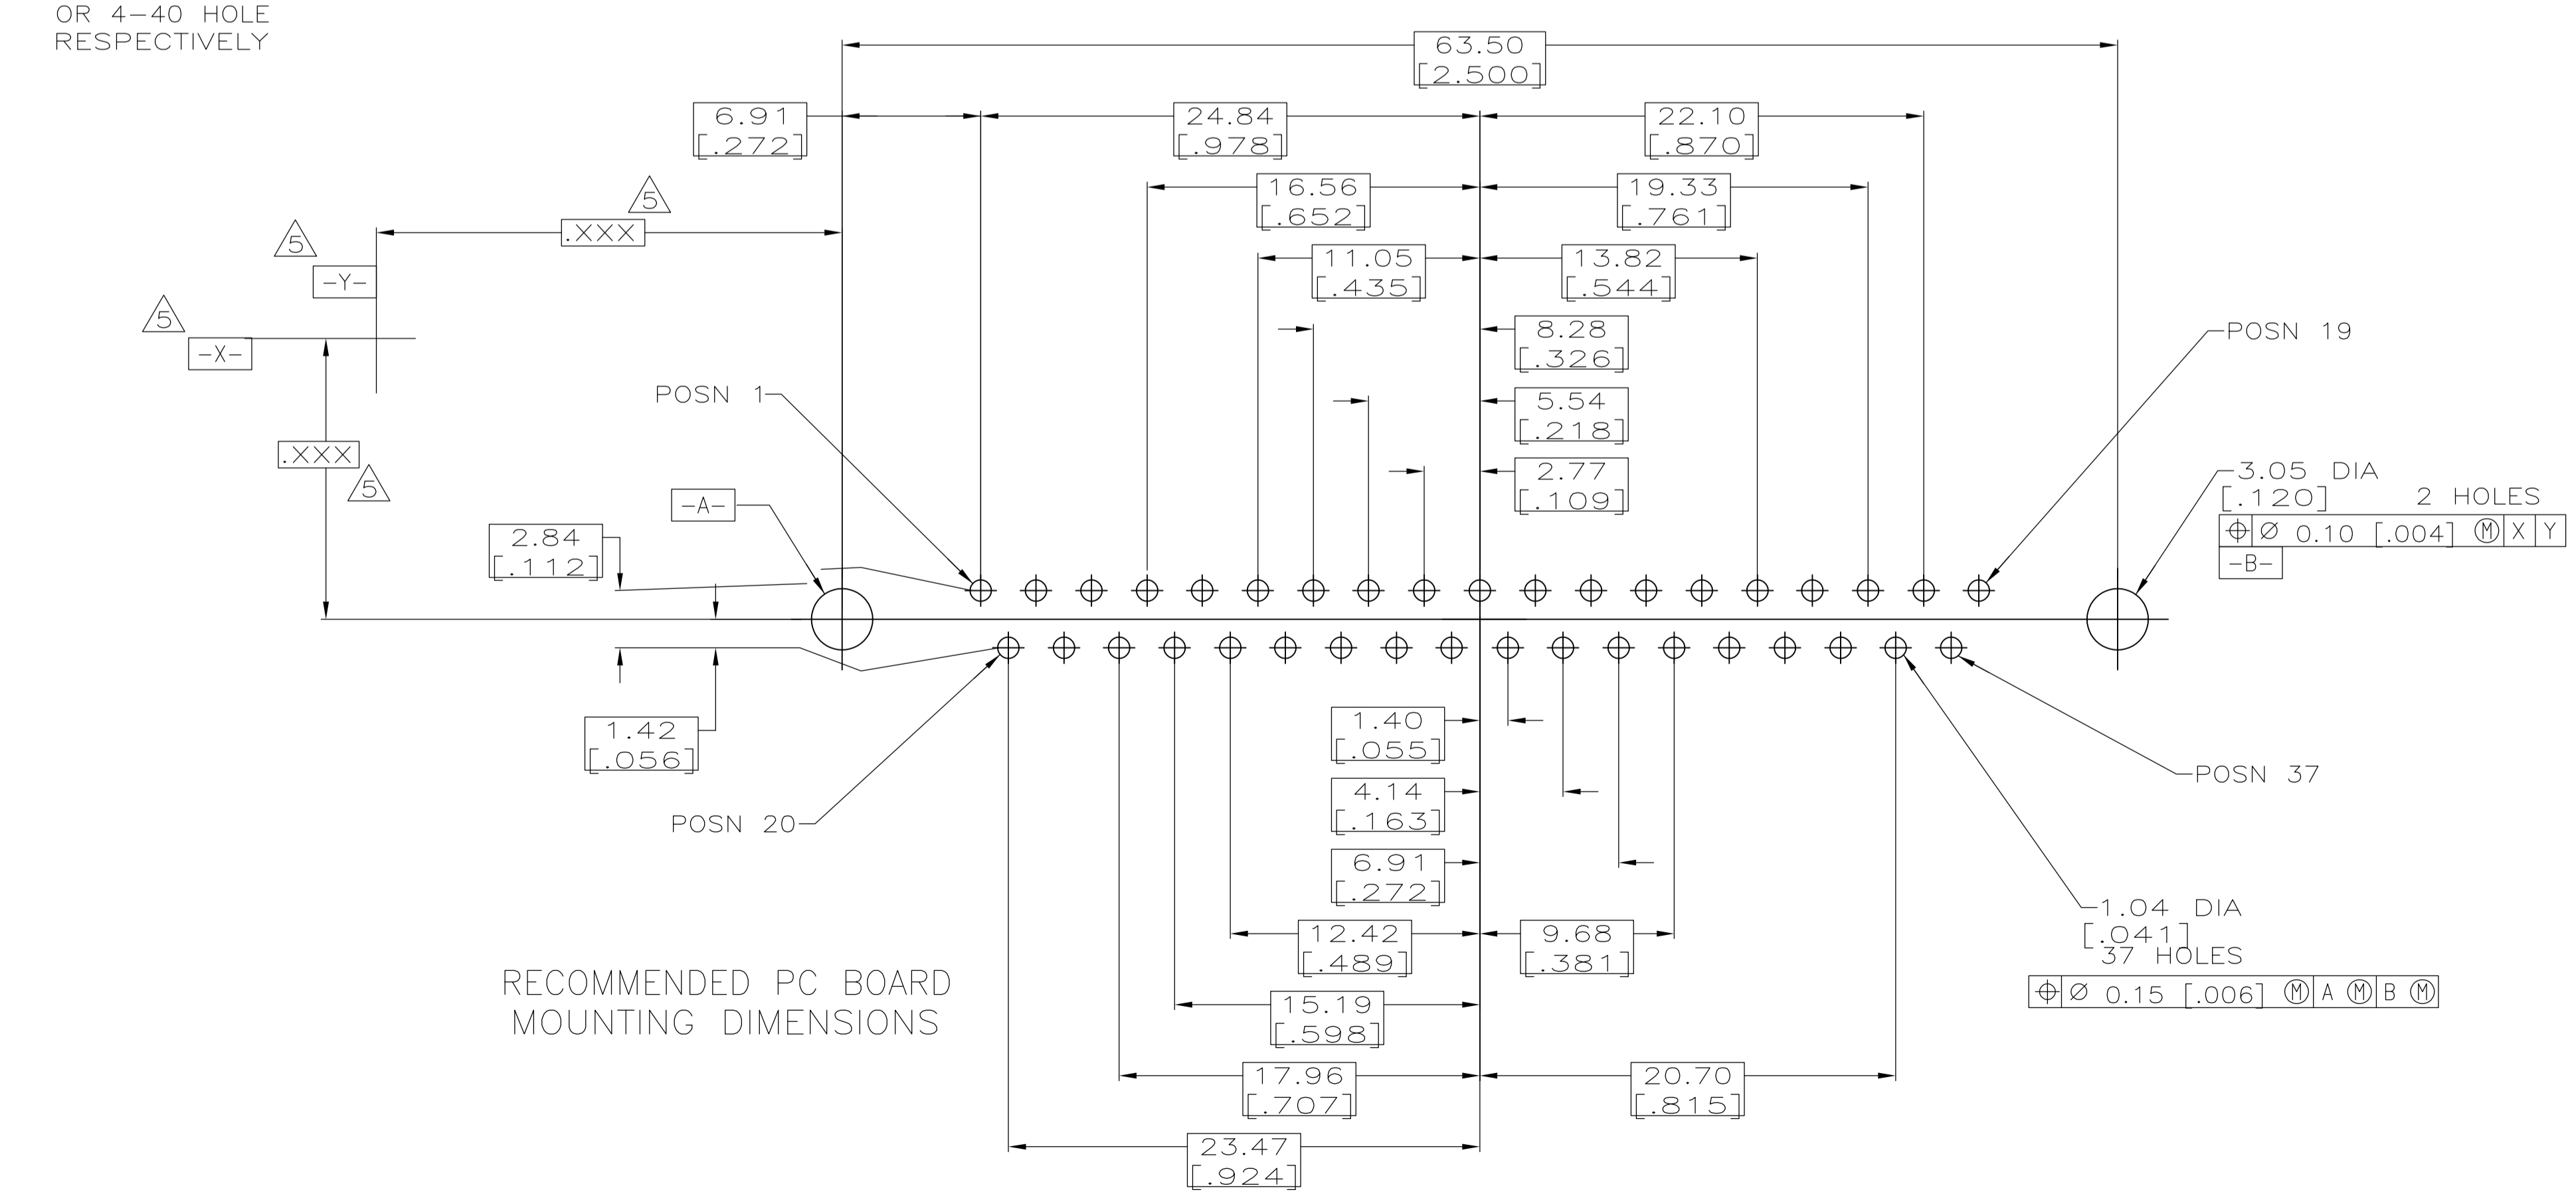 OR 4-40 HOLE
RESPECTIVELY
63.50
[2.500]
6.91
[.272]
24.84
[.978]
22.10
[.870]
16.56
[.652]
19.33
[.761]
5
.XXX
5
-Y-
11.05
[.435]
13.82
[.544]
5
-X-
8.28
[.326]
POSN 19
POSN 1
5.54
[.218]
.XXX
5
2.77
[.109]
3.05 DIA
[.120] 2 HOLES
⌖ Ø 0.10 [.004] Ⓜ X Y
-B-
-A-
2.84
[.112]
1.42
[.056]
1.40
[.055]
POSN 37
4.14
[.163]
POSN 20
6.91
[.272]
1.04 DIA
[.041]
37 HOLES
⌖ Ø 0.15 [.006] Ⓜ A Ⓜ B Ⓜ
12.42
[.489]
9.68
[.381]
RECOMMENDED PC BOARD
MOUNTING DIMENSIONS
15.19
[.598]
17.96
[.707]
20.70
[.815]
23.47
[.924]